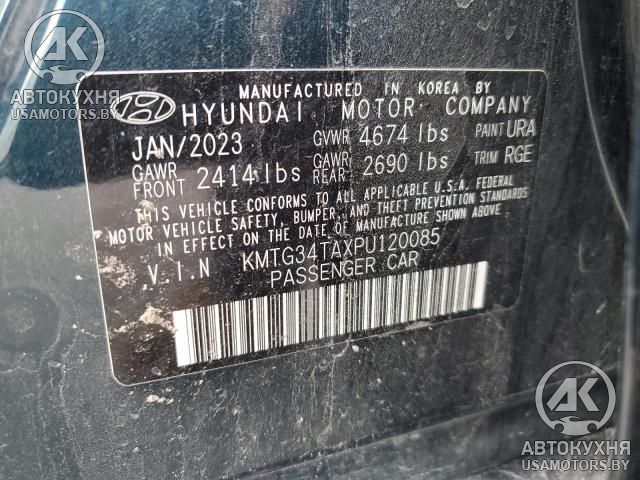 АК
АВТОКУХНЯ
USAMOTORS.BY
MANUFACTURED IN KOREA BY
HYUNDAI MOTOR COMPANY
JAN/2023 GVWR 4674 lbs PAINT URA
GAWR FRONT 2414 lbs GAWR REAR 2690 lbs TRIM RGE
THIS VEHICLE CONFORMS TO ALL APPLICABLE U.S.A. FEDERAL
MOTOR VEHICLE SAFETY, BUMPER, AND THEFT PREVENTION STANDARDS
IN EFFECT ON THE DATE OF MANUFACTURE SHOWN ABOVE.
V.I.N KMTG34TAXPU120085
PASSENGER CAR
АК
АВТОКУХНЯ
USAMOTORS.BY